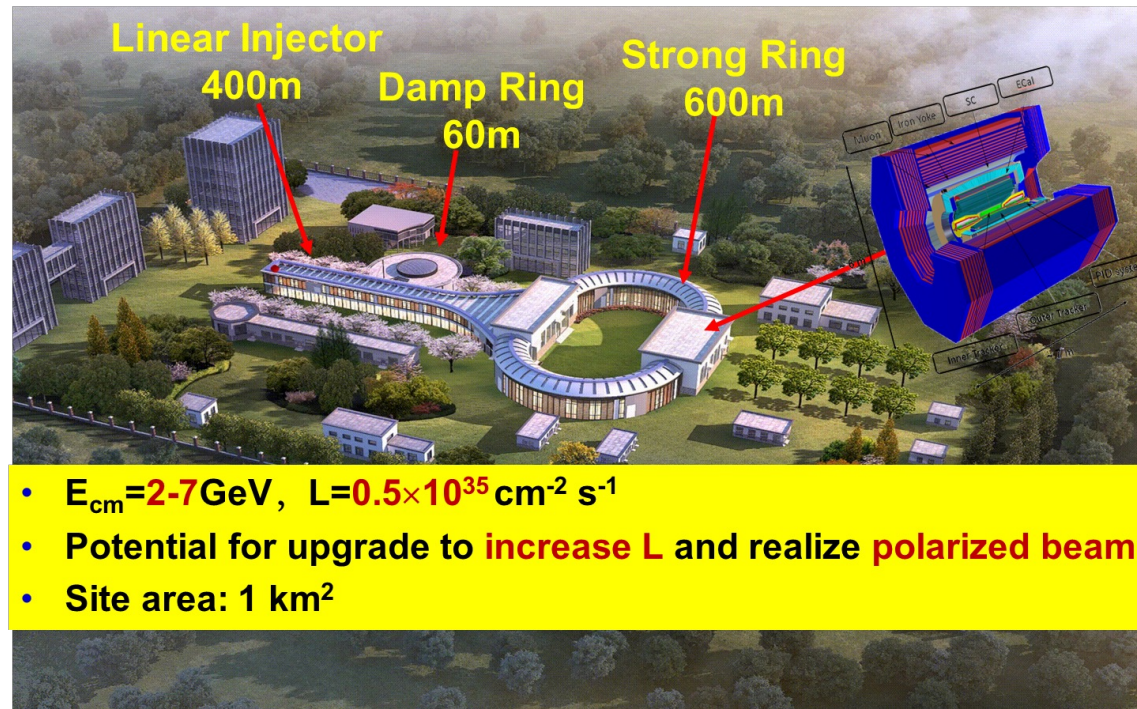 Linear Injector
400m
Damp Ring
60m
Strong Ring
600m
Muon
Iron Yoke
SC
ECal
PID
Outer Tracker
Inner Tracker
• E_cm=2-7GeV， L=0.5×10^35 cm^-2 s^-1
• Potential for upgrade to increase L and realize polarized beam
• Site area: 1 km^2